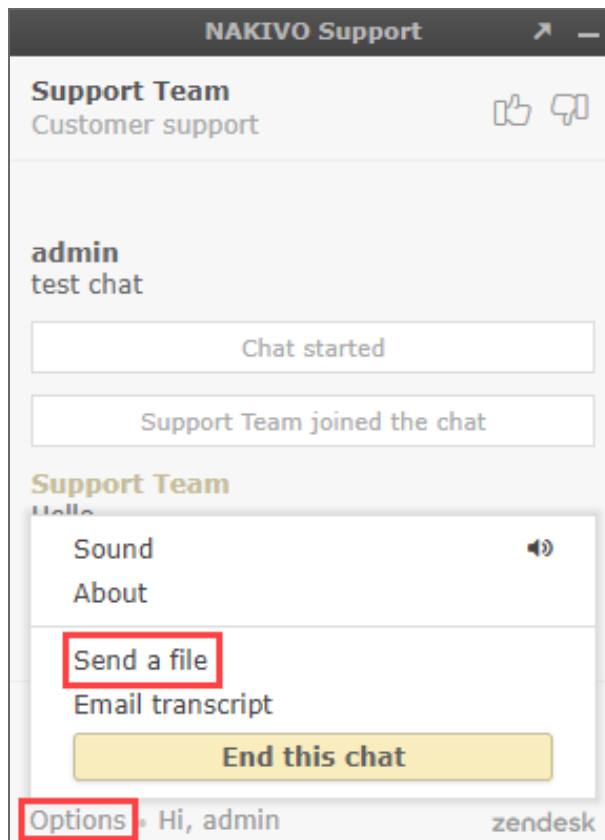 NAKIVO Support
Support Team
Customer support
admin
test chat
Chat started
Support Team joined the chat
Support Team
Hello
Sound
About
Send a file
Email transcript
End this chat
Options • Hi, admin
zendesk